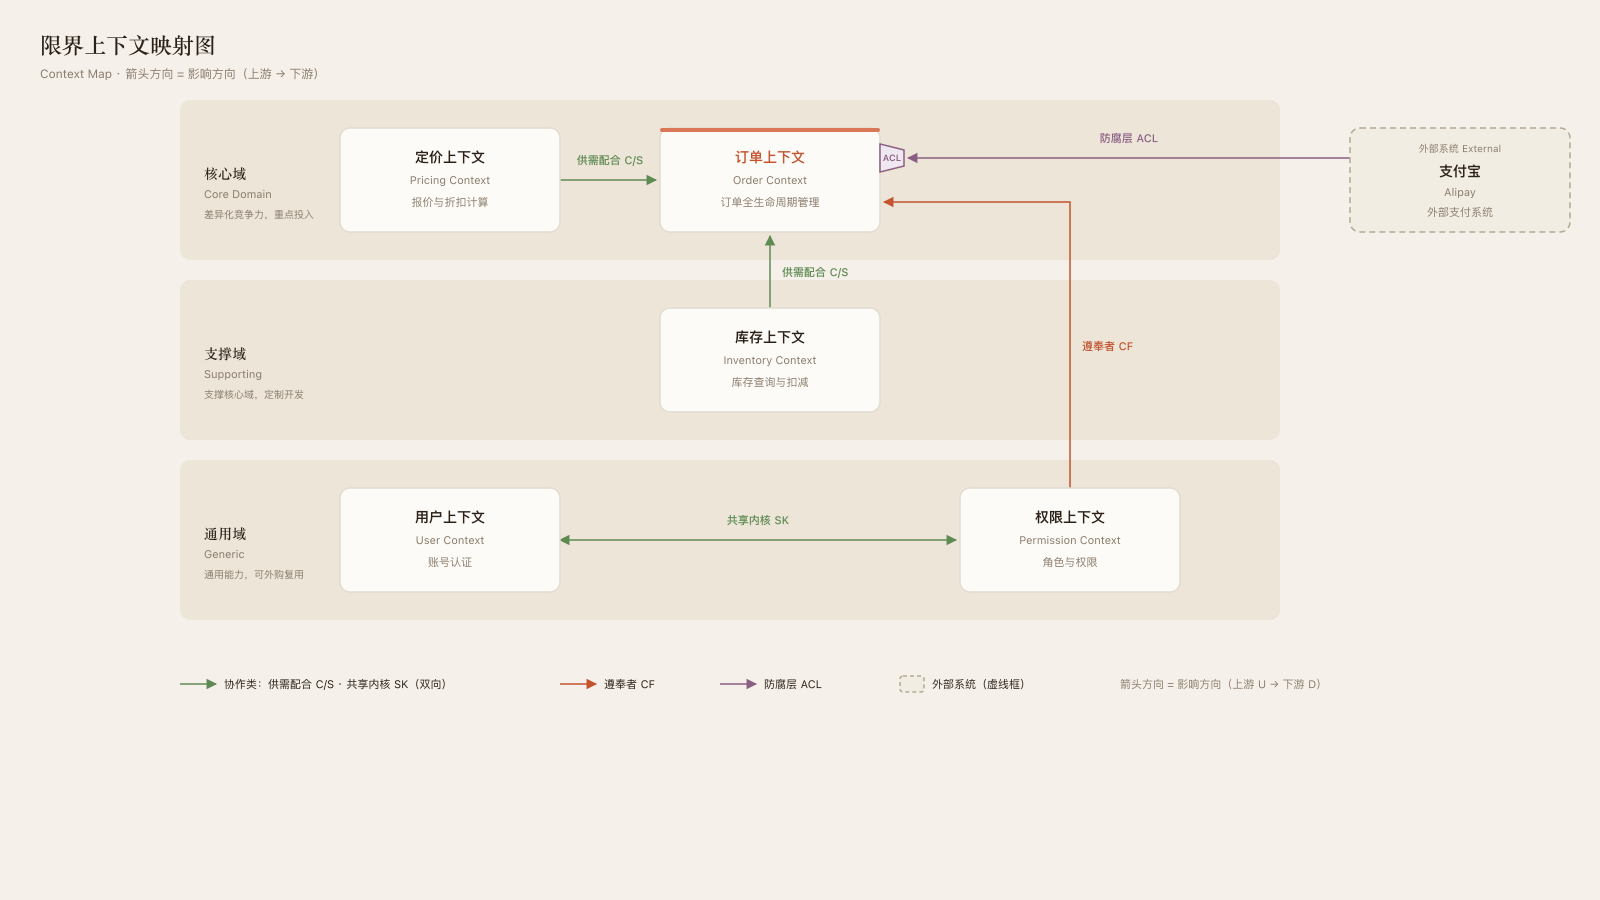 限界上下文映射图
Context Map · 箭头方向 = 影响方向（上游 → 下游）
核心域
Core Domain
差异化竞争力，重点投入
定价上下文
Pricing Context
报价与折扣计算
供需配合 C/S
订单上下文
Order Context
订单全生命周期管理
ACL
防腐层 ACL
外部系统 External
支付宝
Alipay
外部支付系统
供需配合 C/S
支撑域
Supporting
支撑核心域，定制开发
库存上下文
Inventory Context
库存查询与扣减
遵奉者 CF
通用域
Generic
通用能力，可外购复用
用户上下文
User Context
账号认证
共享内核 SK
权限上下文
Permission Context
角色与权限
协作类：供需配合 C/S · 共享内核 SK（双向）
遵奉者 CF
防腐层 ACL
外部系统（虚线框）
箭头方向 = 影响方向（上游 U → 下游 D）